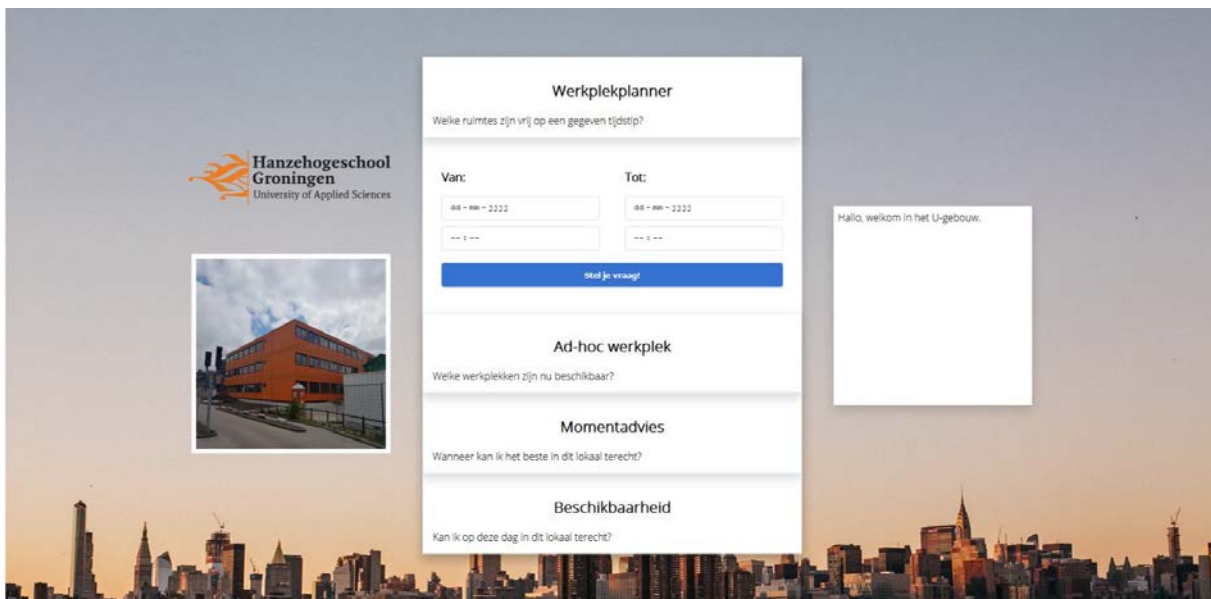 Hanzehogeschool
Groningen
University of Applied Sciences
Werkplekplanner
Welke ruimtes zijn vrij op een gegeven tijdstip?
Van:
Tot:
dd - mm - jjjj
dd - mm - jjjj
-- : --
-- : --
Stel je vraag!
Ad-hoc werkplek
Welke werkplekken zijn nu beschikbaar?
Momentadvies
Wanneer kan ik het beste in dit lokaal terecht?
Beschikbaarheid
Kan ik op deze dag in dit lokaal terecht?
Hallo, welkom in het U-gebouw.